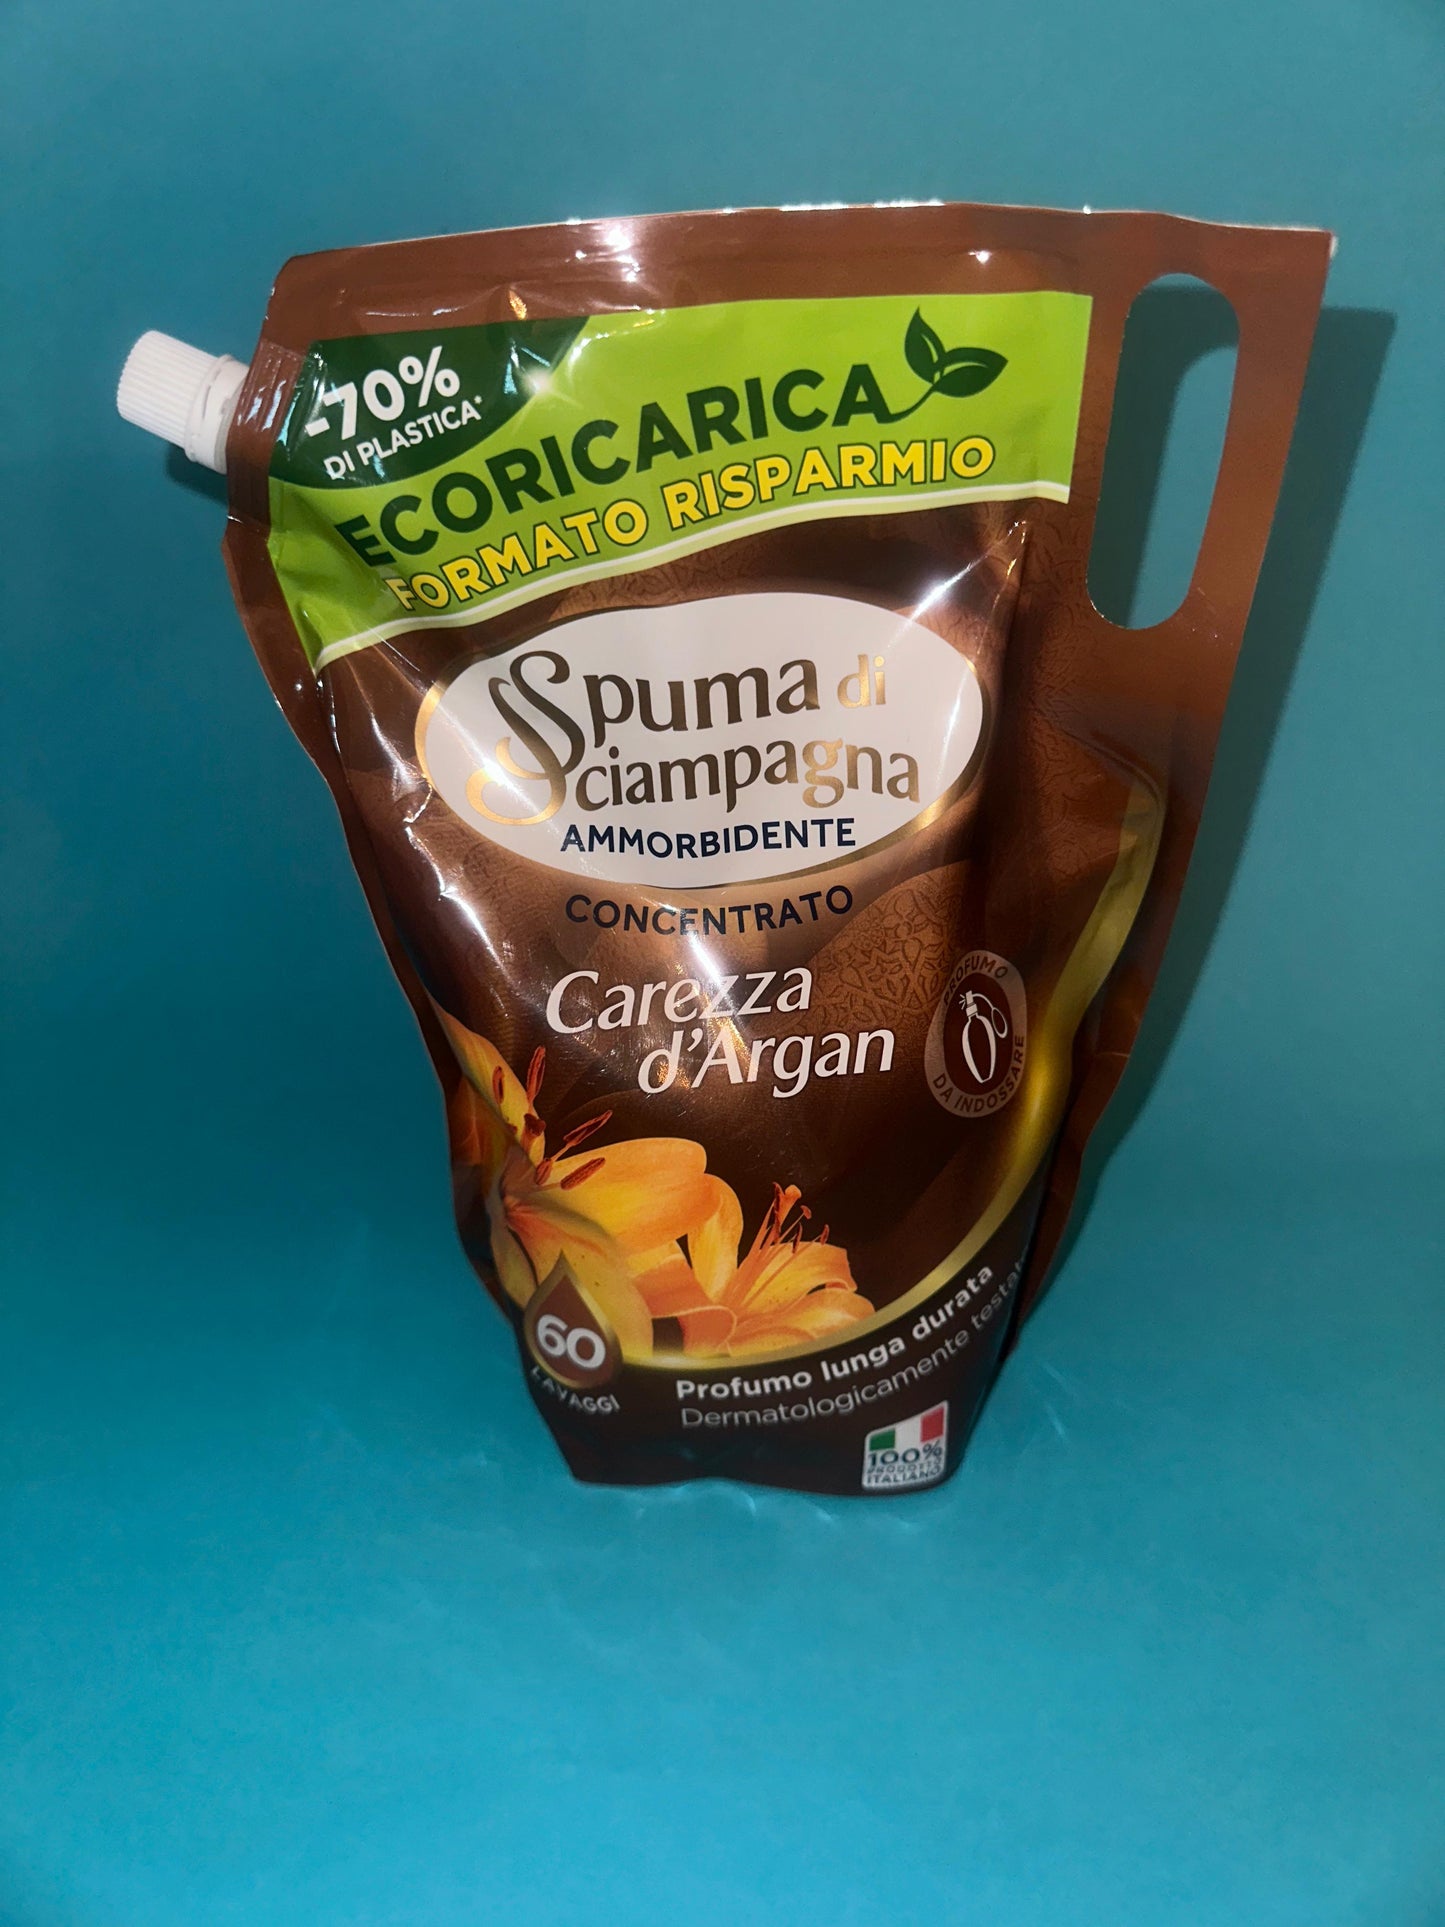 -70%
DI PLASTICA*
ECORICARICA
FORMATO RISPARMIO
Spuma di
Sciampagna
AMMORBIDENTE
CONCENTRATO
Carezza
d'Argan
PROFUMO
DA INDOSSARE
60
LAVAGGI
Profumo lunga durata
Dermatologicamente
100%
PRODOTTO
ITALIANO